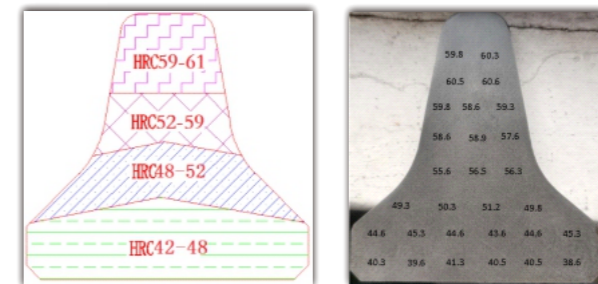 HRC59-61
HRC52-59
HRC48-52
HRC42-48
59.8 60.3
60.5 60.6
59.8 58.6 59.3
58.6 58.9 57.6
55.6 56.5 56.3
49.3 50.3 51.2 49.8
44.6 45.3 44.6 43.6 44.6 45.3
40.3 39.6 41.3 40.5 40.5 38.6